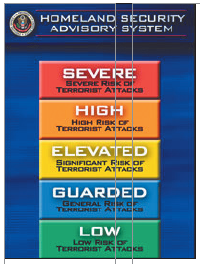 HOMELAND SECURITY
ADVISORY SYSTEM
SEVERE
SEVERE RISK OF
TERRORIST ATTACKS
HIGH
HIGH RISK OF
TERRORIST ATTACKS
ELEVATED
SIGNIFICANT RISK OF
TERRORIST ATTACKS
GUARDED
GENERAL RISK OF
TERRORIST ATTACKS
LOW
LOW RISK OF
TERRORIST ATTACKS